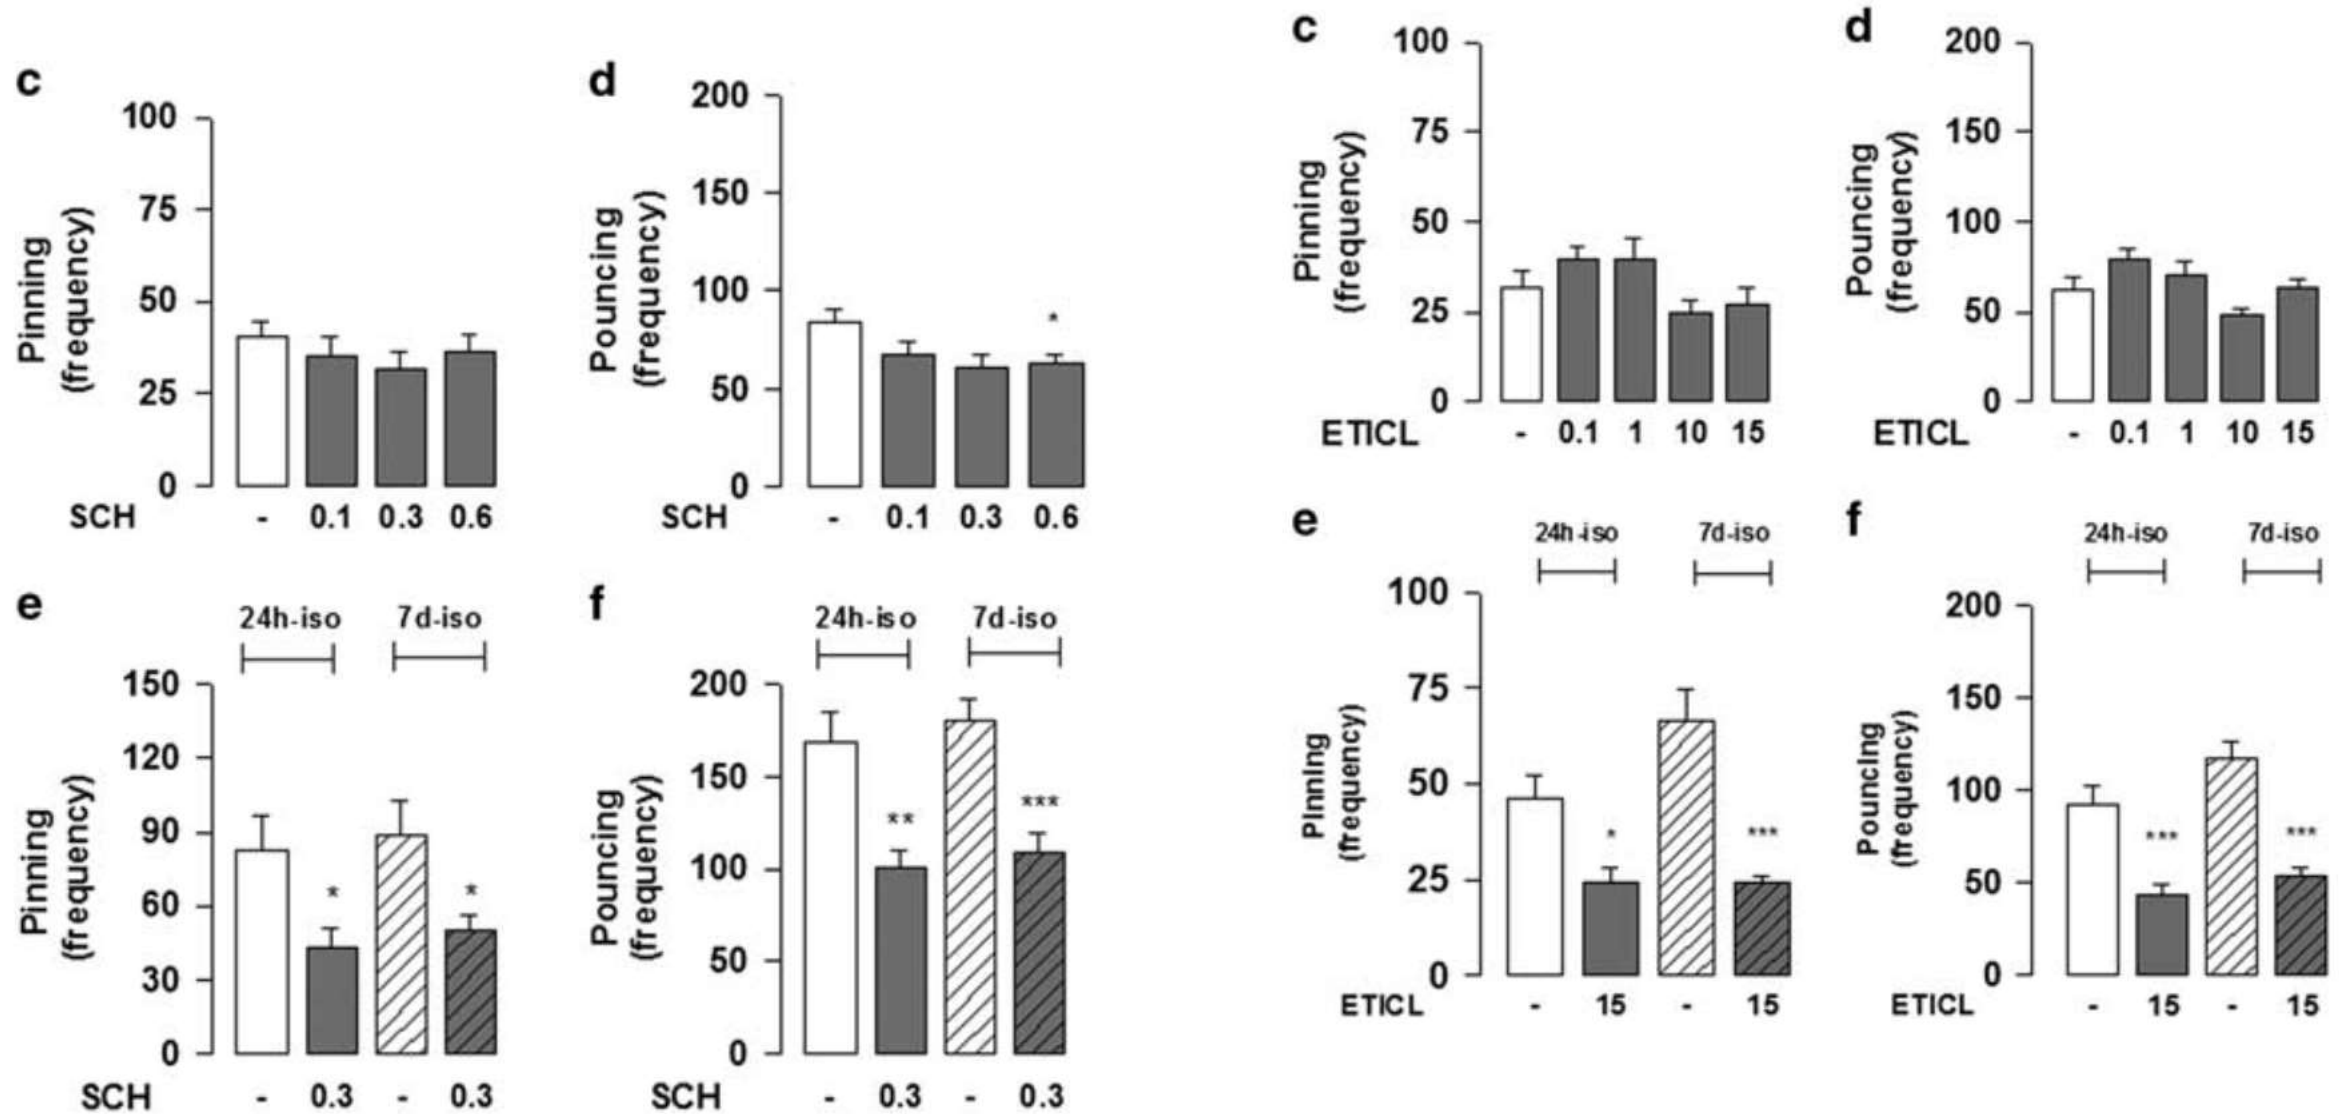 c
100
75
50
25
0
Pinning
(frequency)
SCH - 0.1 0.3 0.6
d
200
150
100
50
0
Pouncing
(frequency)
*
SCH - 0.1 0.3 0.6
c
100
75
50
25
0
Pinning
(frequency)
ETICL - 0.1 1 10 15
d
200
150
100
50
0
Pouncing
(frequency)
ETICL - 0.1 1 10 15
e
24h-iso 7d-iso
150
120
90
60
30
0
Pinning
(frequency)
* *
SCH - 0.3 - 0.3
f
24h-iso 7d-iso
200
150
100
50
0
Pouncing
(frequency)
** ***
SCH - 0.3 - 0.3
e
24h-iso 7d-iso
100
75
50
25
0
Pinning
(frequency)
* ***
ETICL - 15 - 15
f
24h-iso 7d-iso
200
150
100
50
0
Pouncing
(frequency)
*** ***
ETICL - 15 - 15